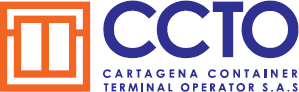 CCTO
CARTAGENA CONTAINER
TERMINAL OPERATOR S.A.S